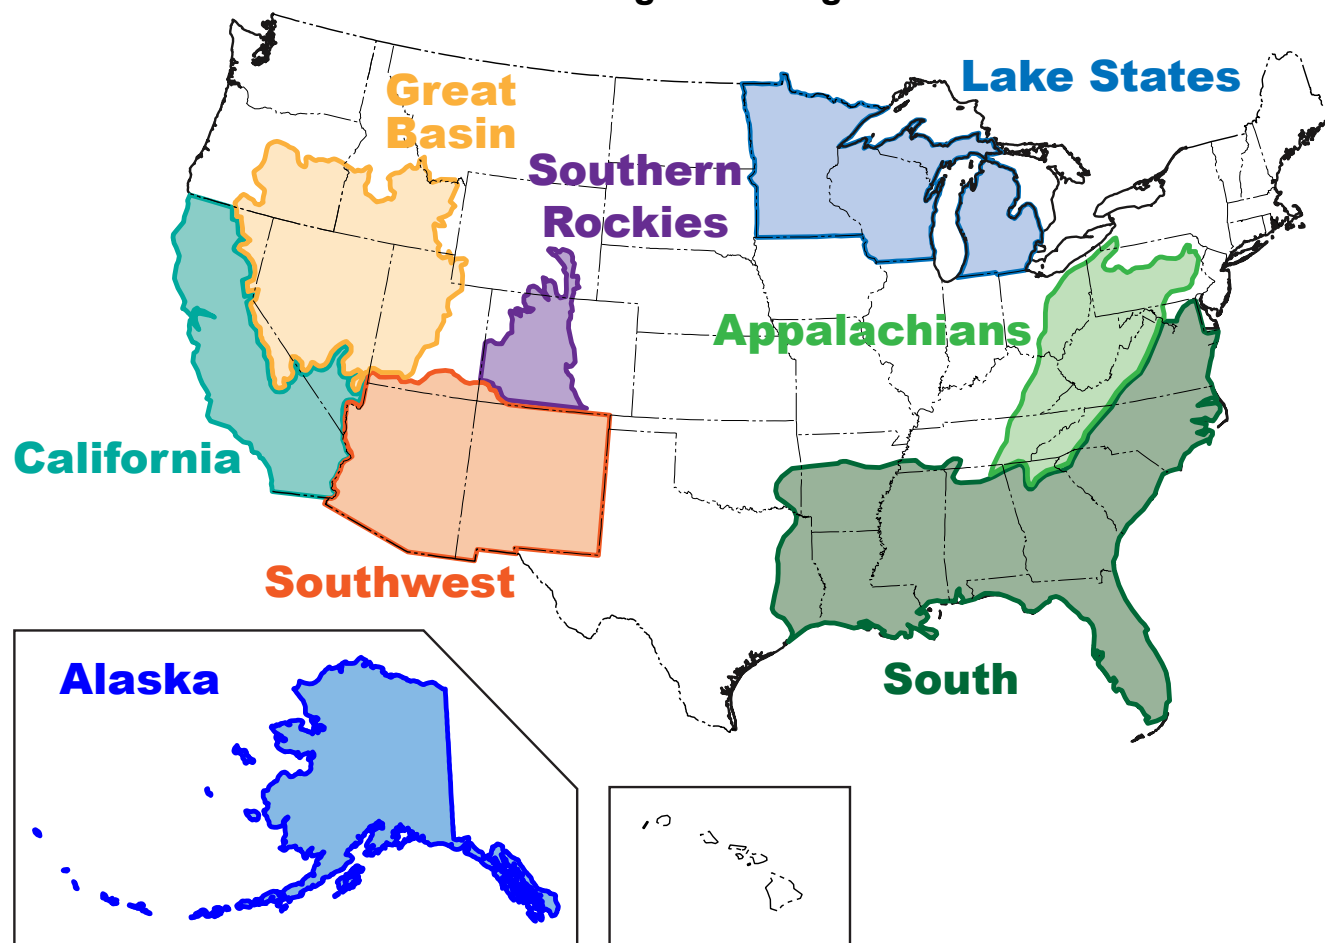 Lake States
Great
Basin
Southern
Rockies
Appalachians
California
Southwest
South
Alaska